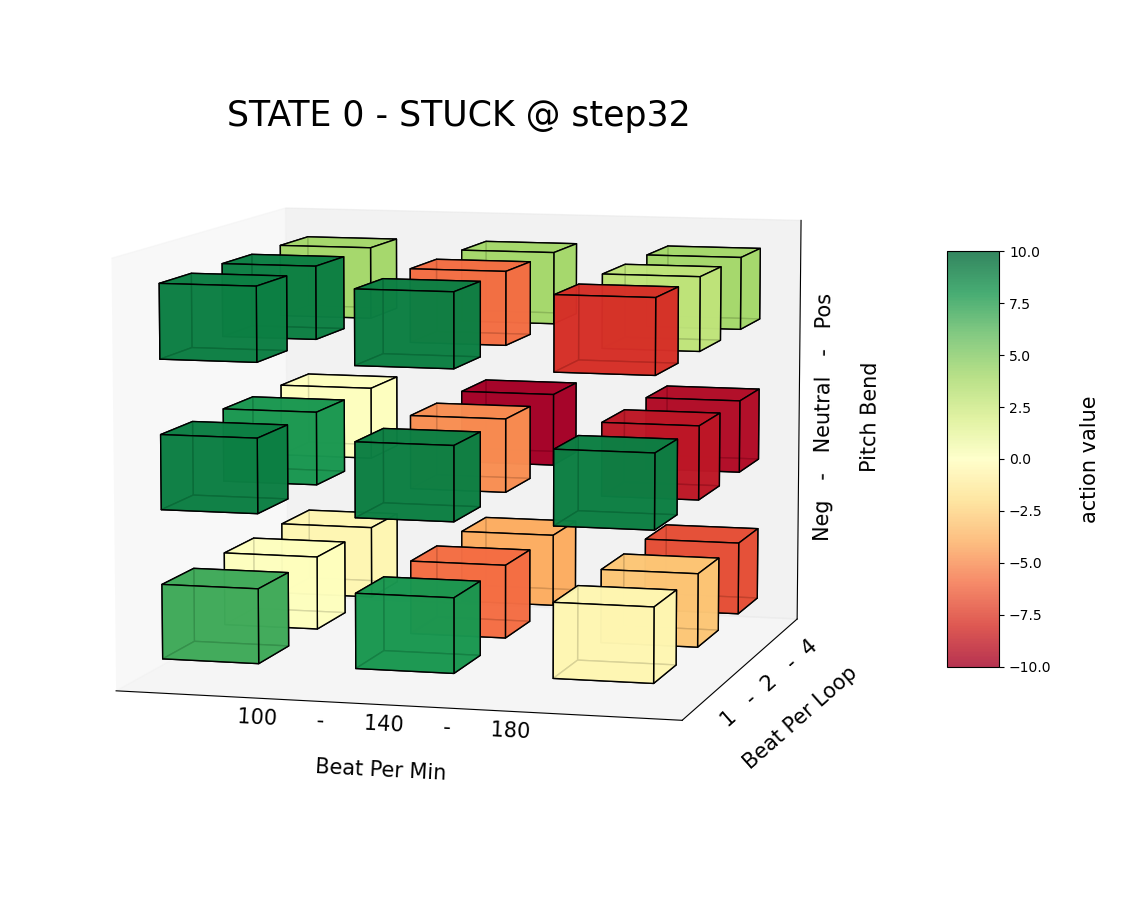 STATE 0 - STUCK @ step32
Neg - Neutral - Pos
Pitch Bend
1 - 2 - 4
Beat Per Loop
100 - 140 - 180
Beat Per Min
10.0
7.5
5.0
2.5
0.0
−2.5
−5.0
−7.5
−10.0
action value